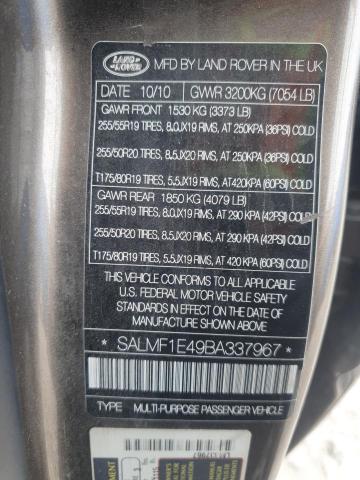 LAND ROVER
MFD BY LAND ROVER IN THE UK
DATE 10/10 GVWR 3200KG (7054 LB)
GAWR FRONT 1530 KG (3373 LB)
255/55R19 TIRES, 8.0JX19 RIMS, AT 250KPA (36PSI) COLD
255/50R20 TIRES, 8.5JX20 RIMS, AT 250KPA (36PSI) COLD
T175/80R19 TIRES, 5.5JX19 RIMS, AT420KPA (60PSI) COLD
GAWR REAR 1850 KG (4079 LB)
255/55R19 TIRES, 8.0JX19 RIMS, AT 290 KPA (42PSI) COLD
255/50R20 TIRES, 8.5JX20 RIMS, AT 290 KPA (42PSI) COLD
T175/80R19 TIRES, 5.5JX19 RIMS, AT 420 KPA (60PSI) COLD
THIS VEHICLE CONFORMS TO ALL APPLICABLE
U.S. FEDERAL MOTOR VEHICLE SAFETY
STANDARDS IN EFFECT ON THE DATE OF
MANUFACTURE SHOWN ABOVE
* SALMF1E49BA337967 *
TYPE MULTI-PURPOSE PASSENGER VEHICLE